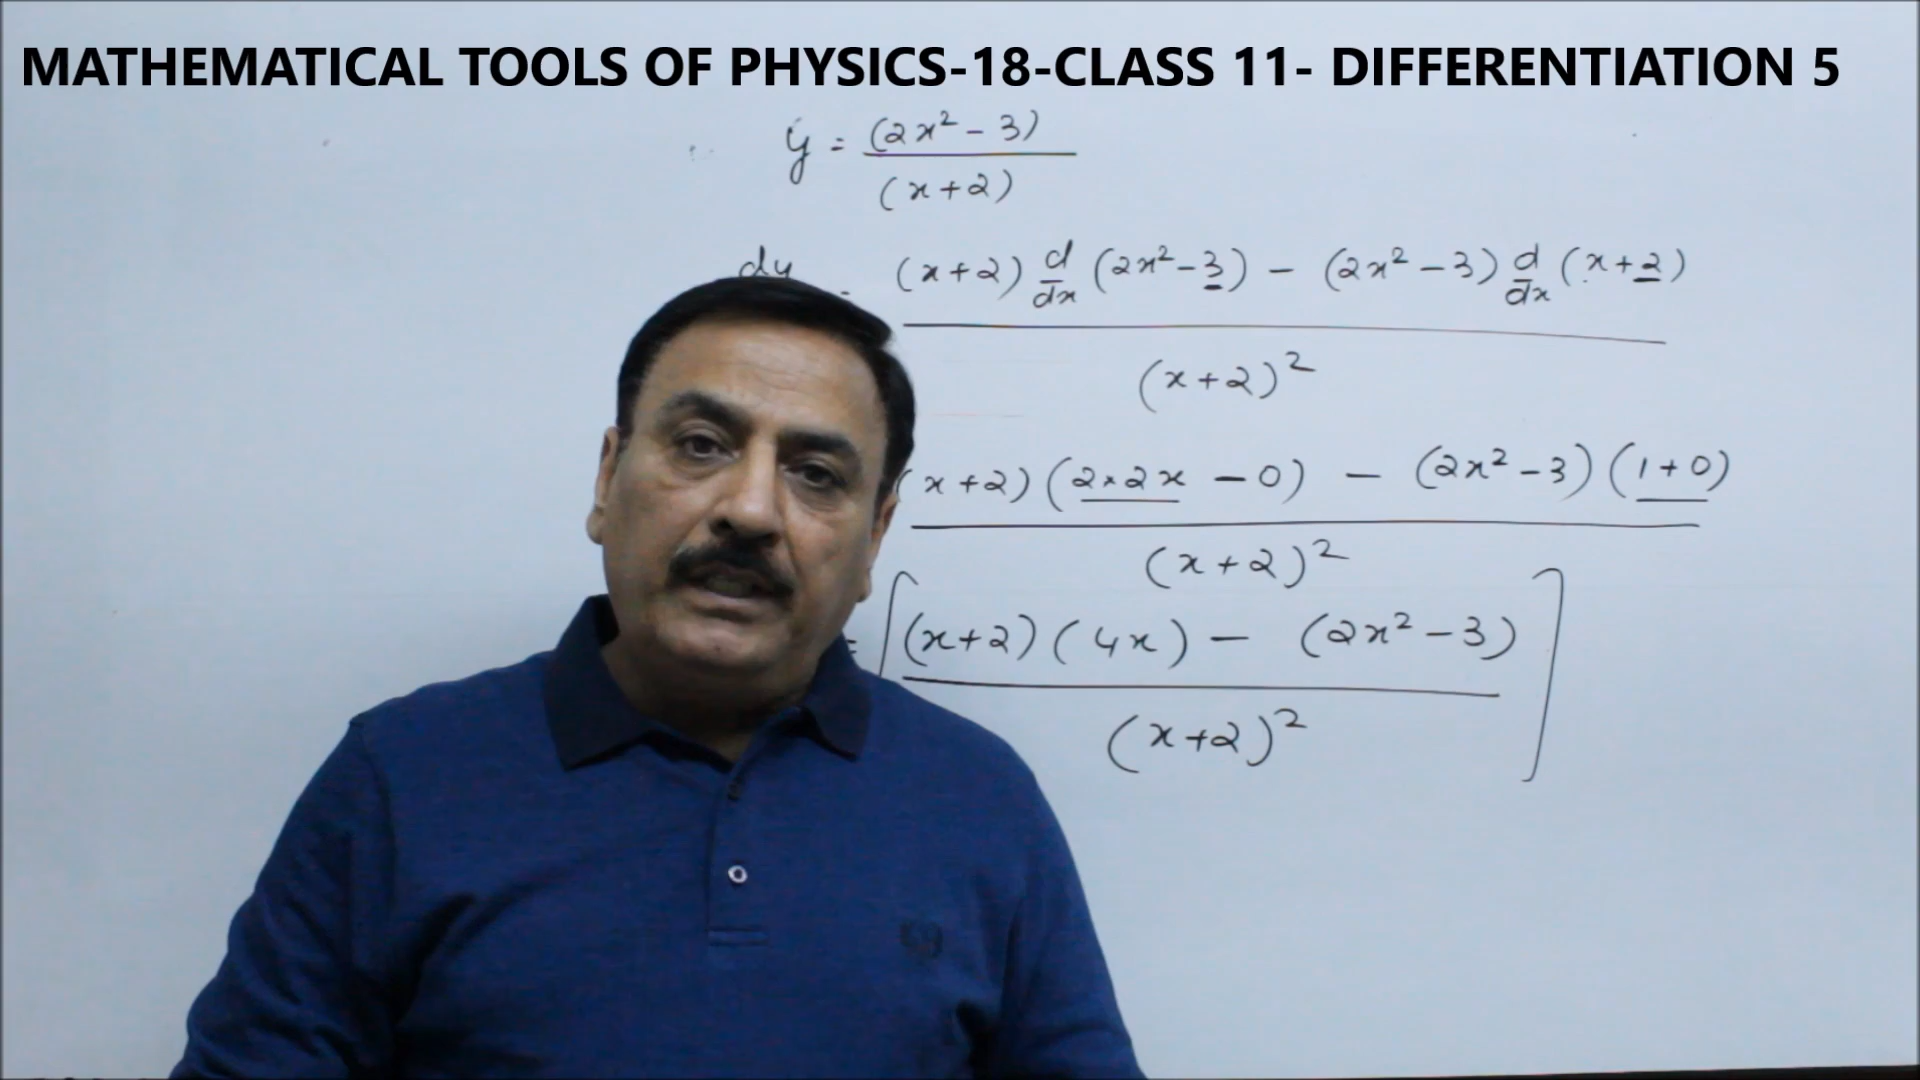 MATHEMATICAL TOOLS OF PHYSICS-18-CLASS 11- DIFFERENTIATION 5
y = (2x² - 3)
(x+2)
dy = (x+2) d/dx (2x²-3) - (2x² -3) d/dx (x+2)
(x+2)²
(x+2) (2×2x - 0) - (2x² -3) (1+0)
(x+2)²
= [(x+2) (4x) - (2x² -3)]
(x+2)²